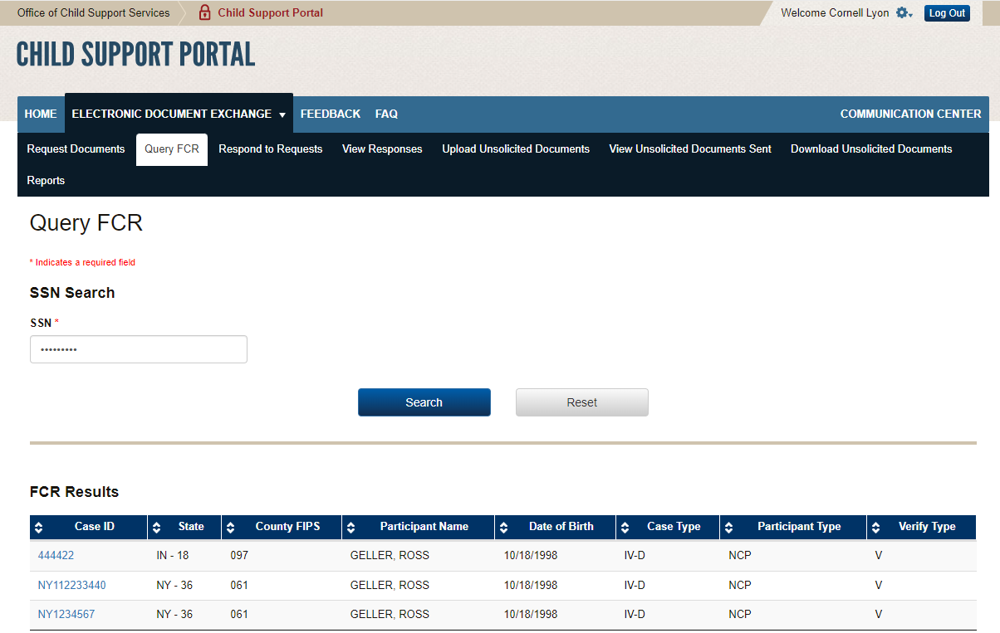 Office of Child Support Services Child Support Portal Welcome Cornell Lyon Log Out
CHILD SUPPORT PORTAL
HOME ELECTRONIC DOCUMENT EXCHANGE FEEDBACK FAQ COMMUNICATION CENTER
Request Documents Query FCR Respond to Requests View Responses Upload Unsolicited Documents View Unsolicited Documents Sent Download Unsolicited Documents
Reports
Query FCR
* Indicates a required field
SSN Search
SSN *
•••••••••
Search Reset
FCR Results
Case ID State County FIPS Participant Name Date of Birth Case Type Participant Type Verify Type
444422 IN - 18 097 GELLER, ROSS 10/18/1998 IV-D NCP V
NY112233440 NY - 36 061 GELLER, ROSS 10/18/1998 IV-D NCP V
NY1234567 NY - 36 061 GELLER, ROSS 10/18/1998 IV-D NCP V